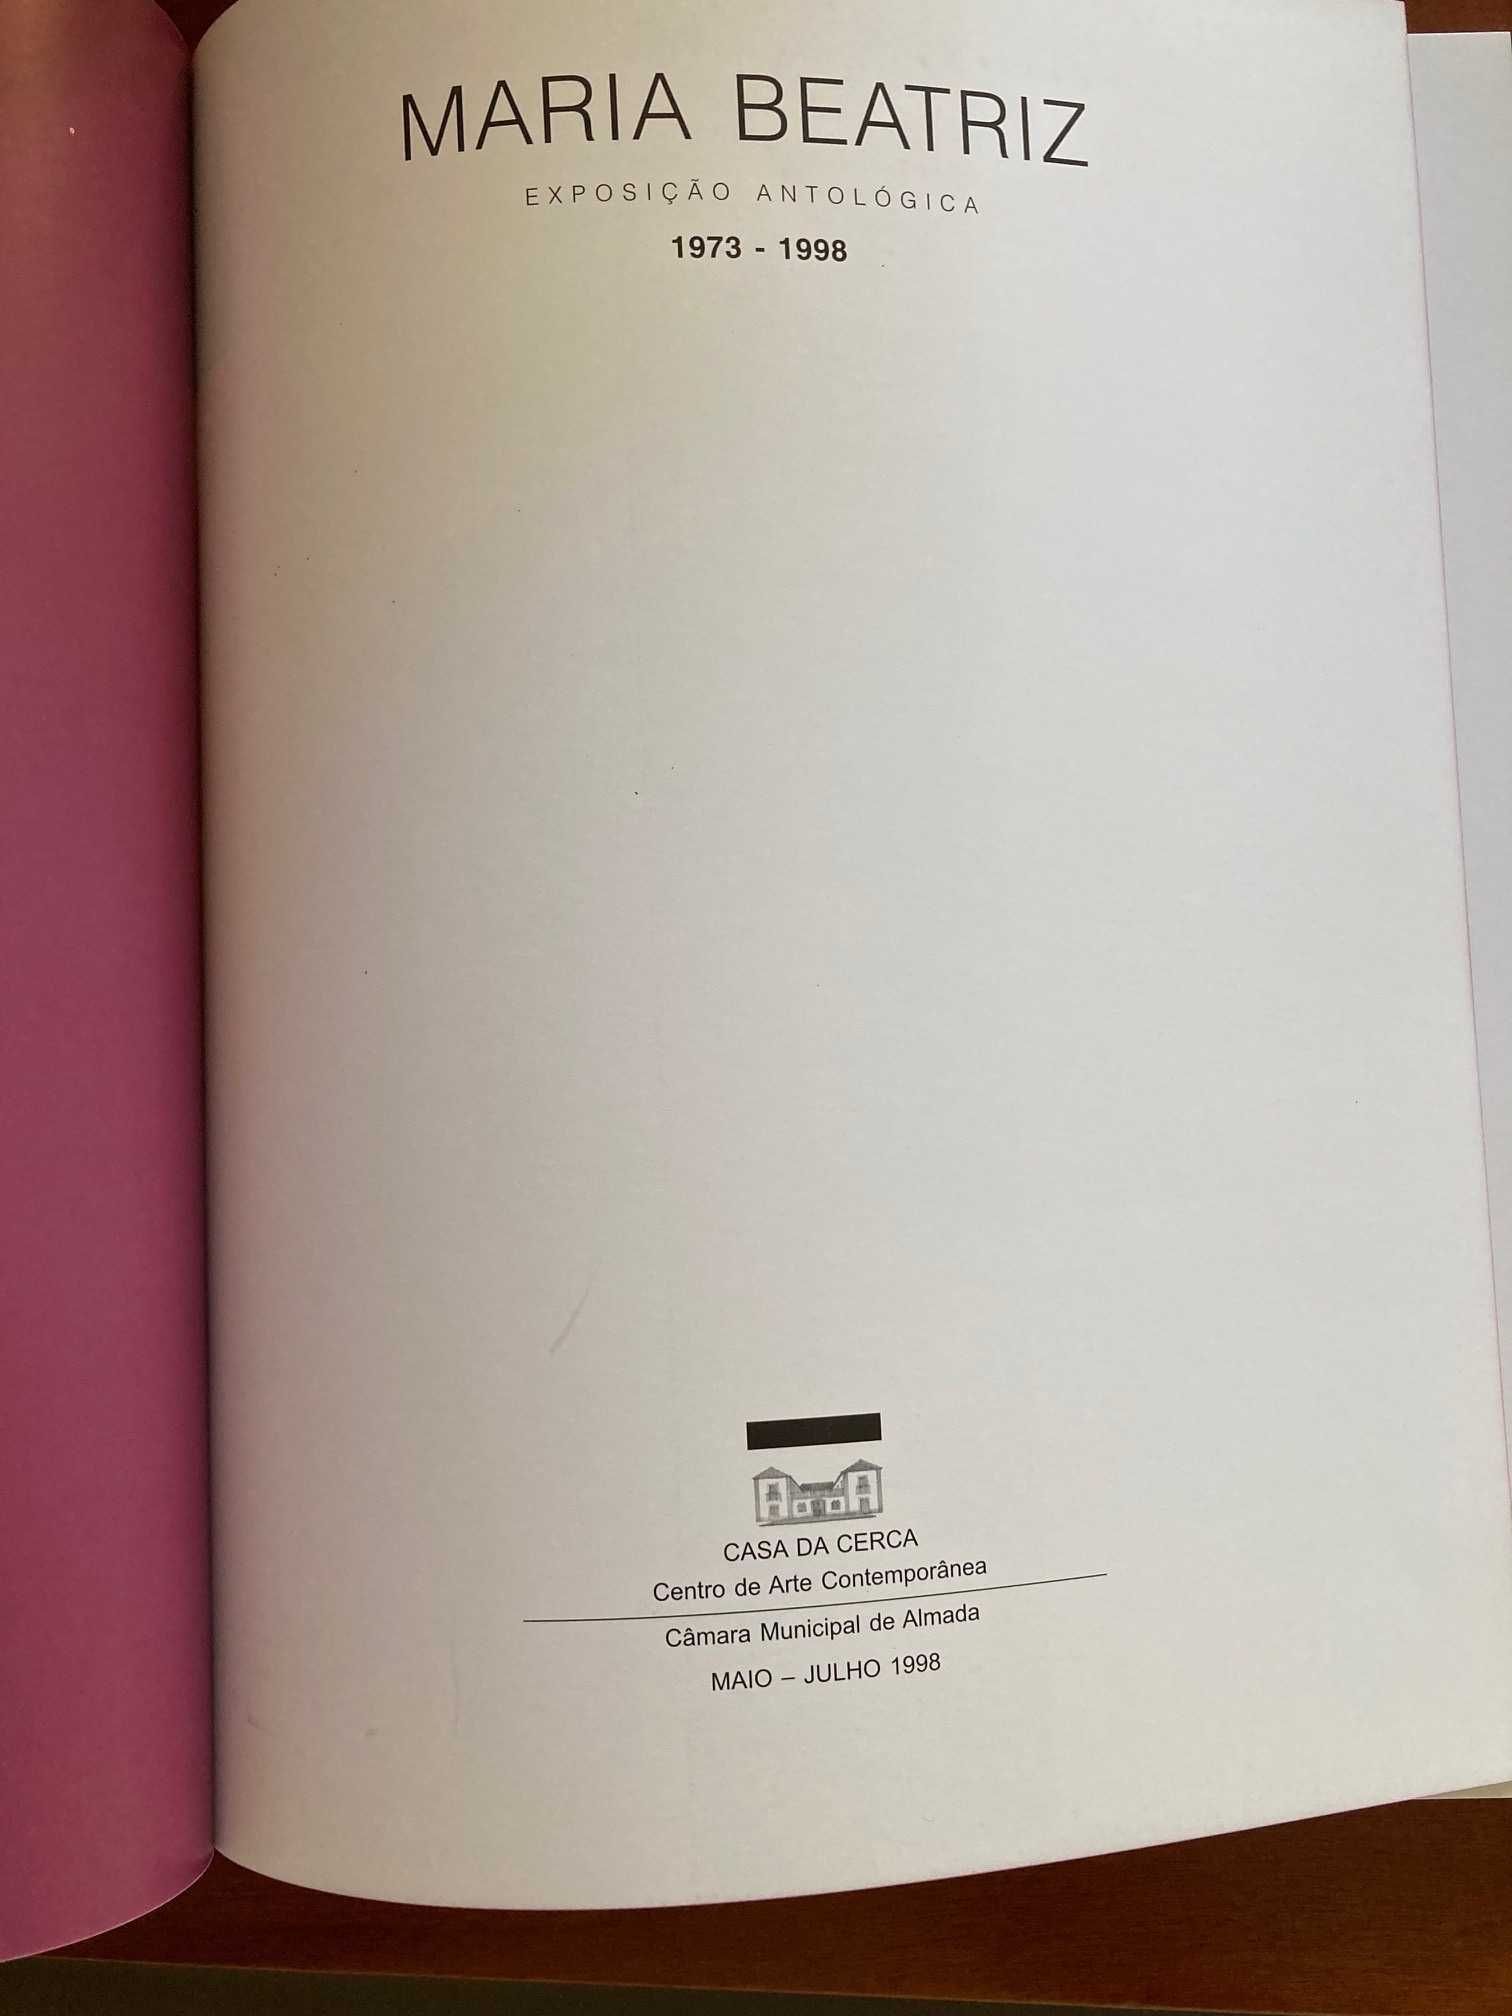 MARIA BEATRIZ
EXPOSIÇÃO ANTOLÓGICA
1973 - 1998
CASA DA CERCA
Centro de Arte Contemporânea
Câmara Municipal de Almada
MAIO – JULHO 1998